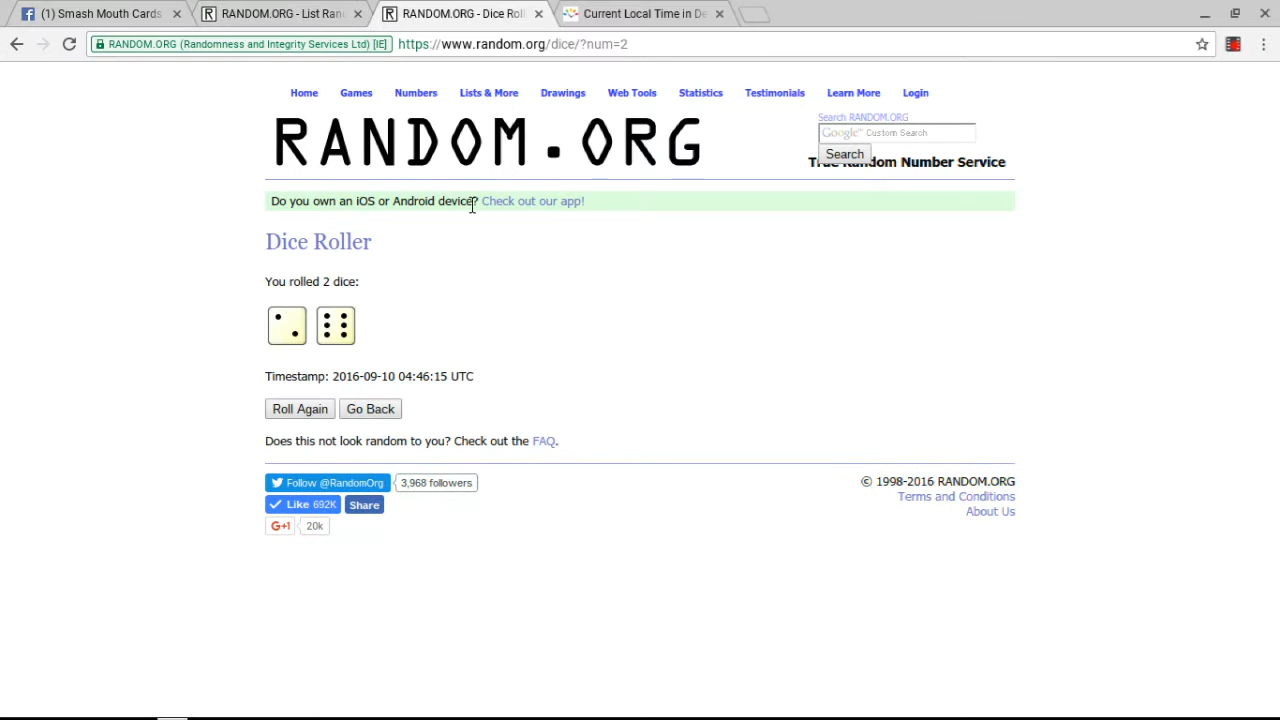 (1) Smash Mouth Cards
RANDOM.ORG - List Ran
RANDOM.ORG - Dice Rol
Current Local Time in De
RANDOM.ORG (Randomness and Integrity Services Ltd) [IE]
https://www.random.org/dice/?num=2
Home Games Numbers Lists & More Drawings Web Tools Statistics Testimonials Learn More Login
RANDOM.ORG
Search RANDOM.ORG
Google™ Custom Search
Search
True Random Number Service
Do you own an iOS or Android device? Check out our app!
Dice Roller
You rolled 2 dice:
Timestamp: 2016-09-10 04:46:15 UTC
Roll Again Go Back
Does this not look random to you? Check out the FAQ.
Follow @RandomOrg 3,968 followers
Like 692K Share
G+1 20k
© 1998-2016 RANDOM.ORG
Terms and Conditions
About Us